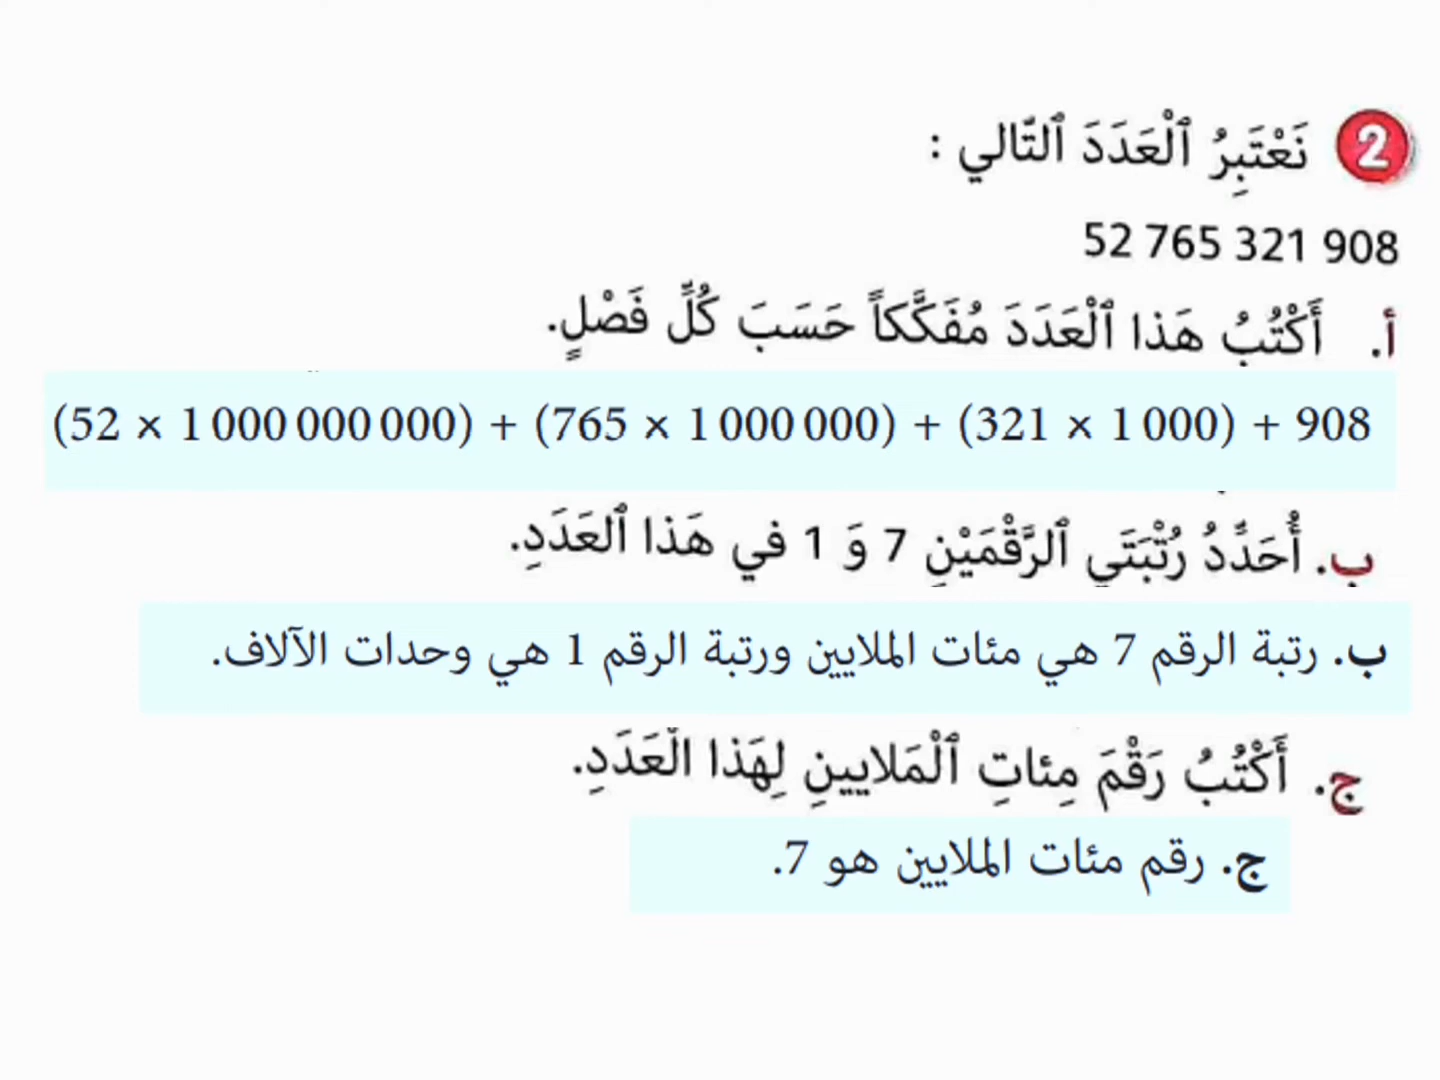 2 نَعْتَبِرُ ٱلْعَدَدَ ٱلتّالي :
52 765 321 908
أ. أَكْتُبُ هَذا ٱلْعَدَدَ مُفَكَّكاً حَسَبَ كُلِّ فَصْلٍ.
(52 × 1 000 000 000) + (765 × 1 000 000) + (321 × 1 000) + 908
ب. أُحَدِّدُ رُتْبَتَيِ ٱلرَّقْمَيْنِ 7 وَ 1 في هَذا ٱلعَدَدِ.
ب. رتبة الرقم 7 هي مئات الملايين ورتبة الرقم 1 هي وحدات الآلاف.
ج. أَكْتُبُ رَقْمَ مِئاتِ ٱلْمَلايينِ لِهَذا الْعَدَدِ.
ج. رقم مئات الملايين هو 7.